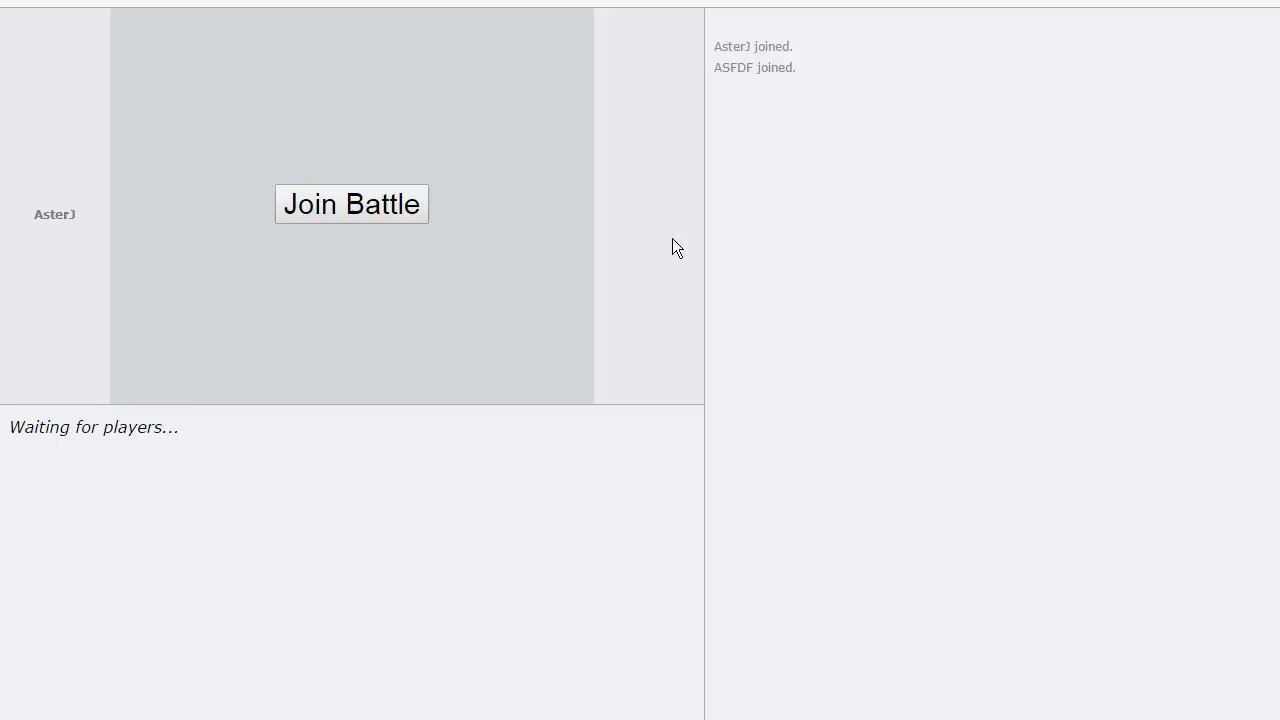 AsterJ joined.
ASFDF joined.
Join Battle
AsterJ
Waiting for players...